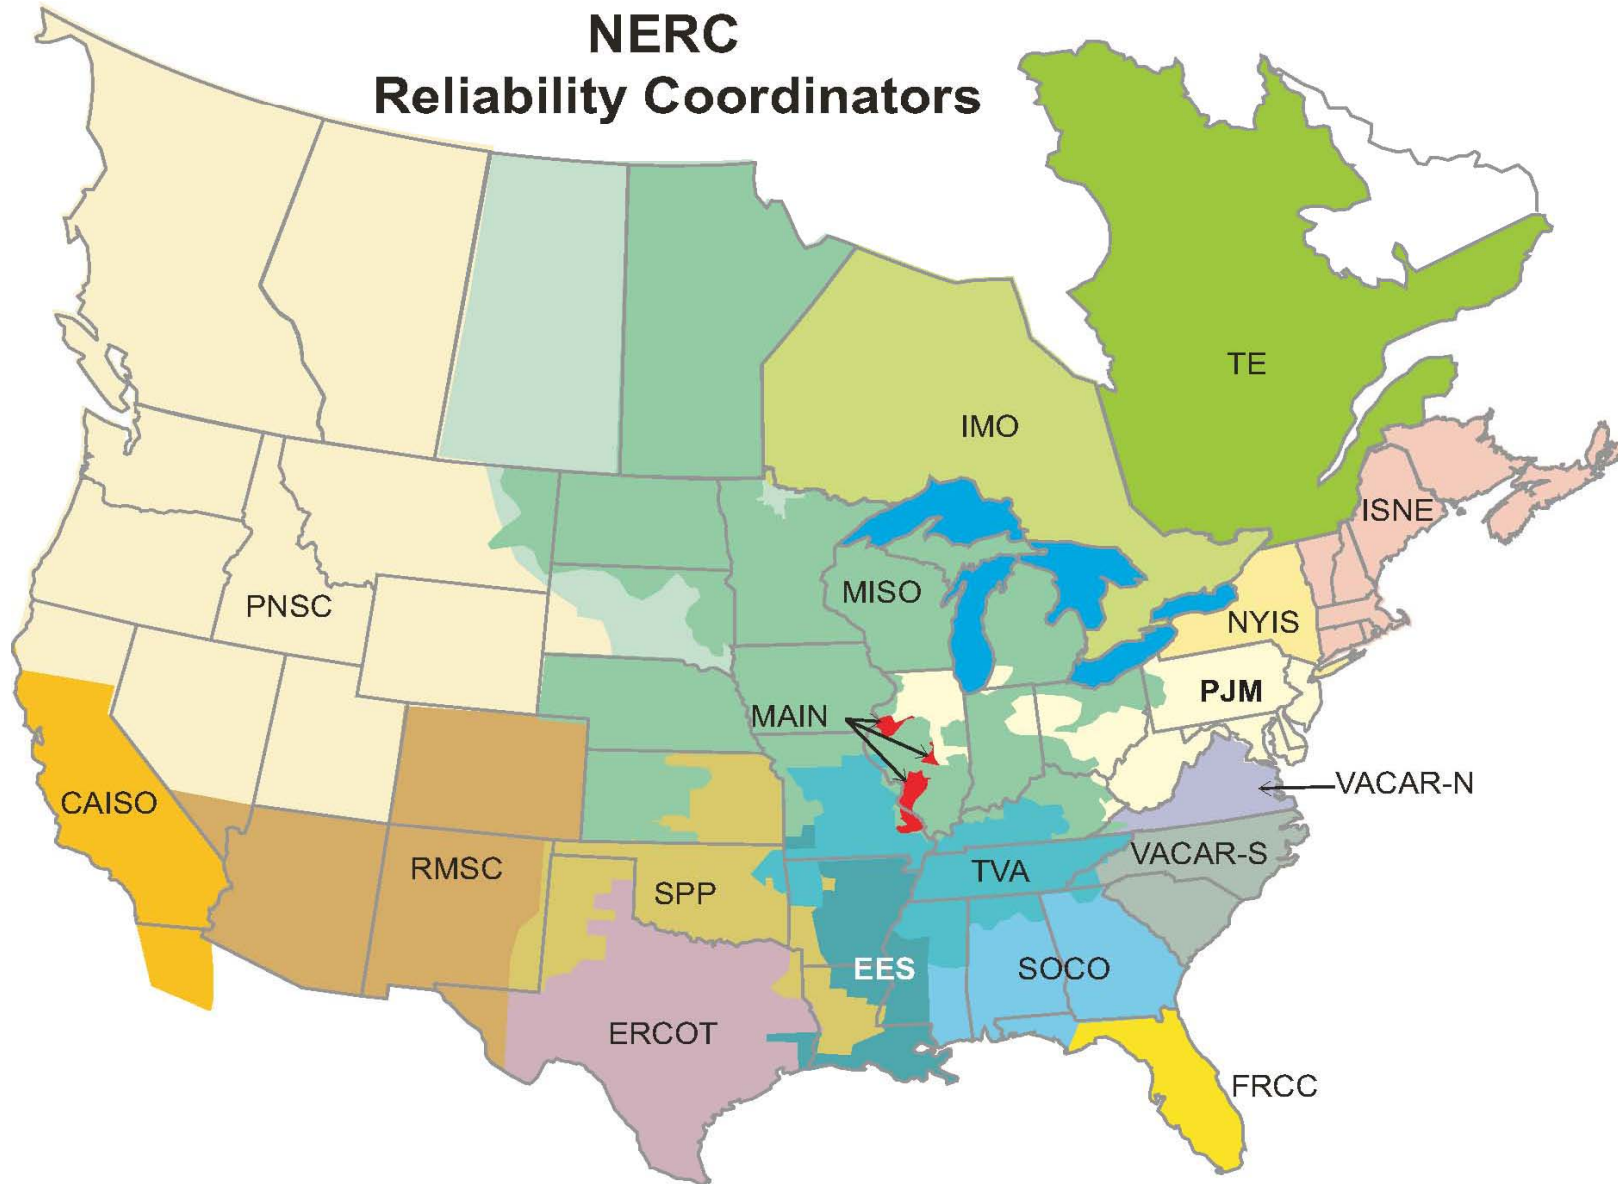 NERC
Reliability Coordinators
TE
IMO
ISNE
MISO
PNSC
NYIS
PJM
MAIN
VACAR-N
CAISO
VACAR-S
RMSC
TVA
SPP
EES
SOCO
ERCOT
FRCC